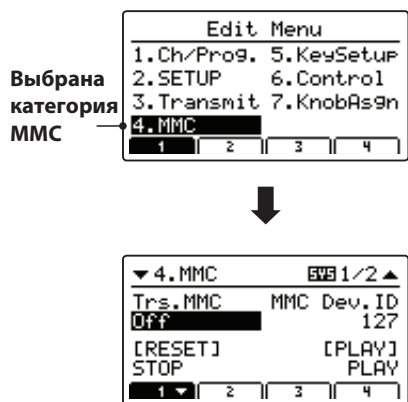 Edit Menu
1.Ch/Prog. 5.KeySetup
2.SETUP 6.Control
3.Transmit 7.KnobAsgn
4.MMC
1 2 3 4
Выбрана
категория
MMC
▼4.MMC SYS 1/2▲
Trs.MMC MMC Dev.ID
Off 127
[RESET] [PLAY]
STOP PLAY
1▼ 2 3 4